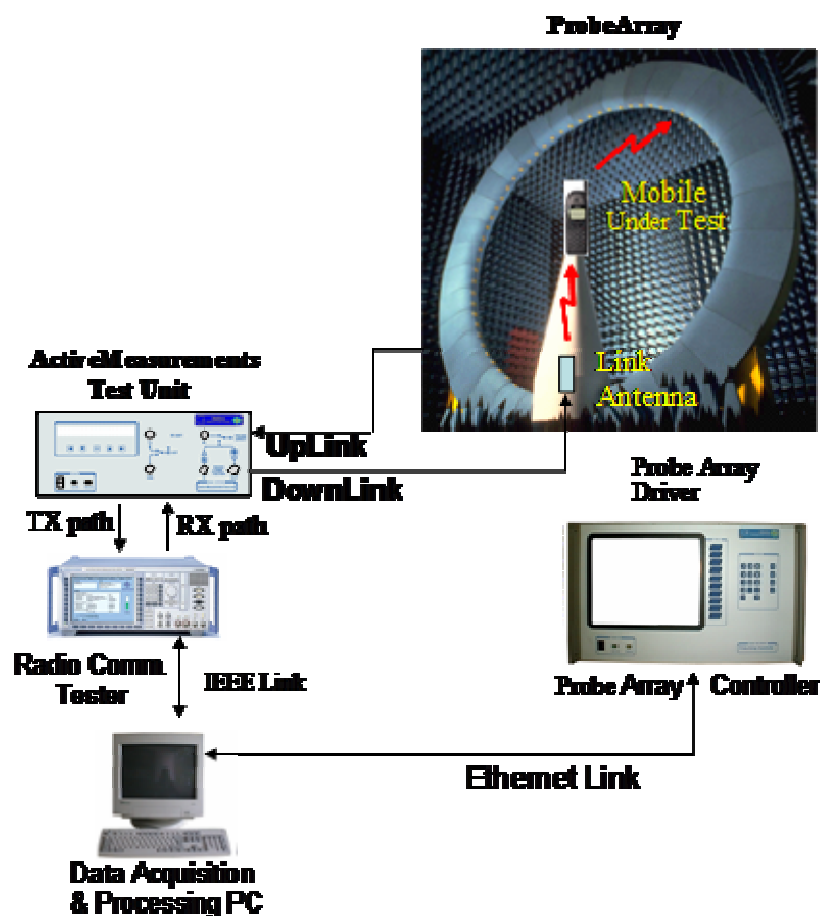 ProbeArray
Mobile
Under Test
Link
Antenna
ActiveMeasurements
Test Unit
UpLink
DownLink
Probe Array
Driver
TX path
RX path
Radio Comm.
Tester
IEEE Link
Probe Array Controller
Ethernet Link
Data Acquisition
& Processing PC